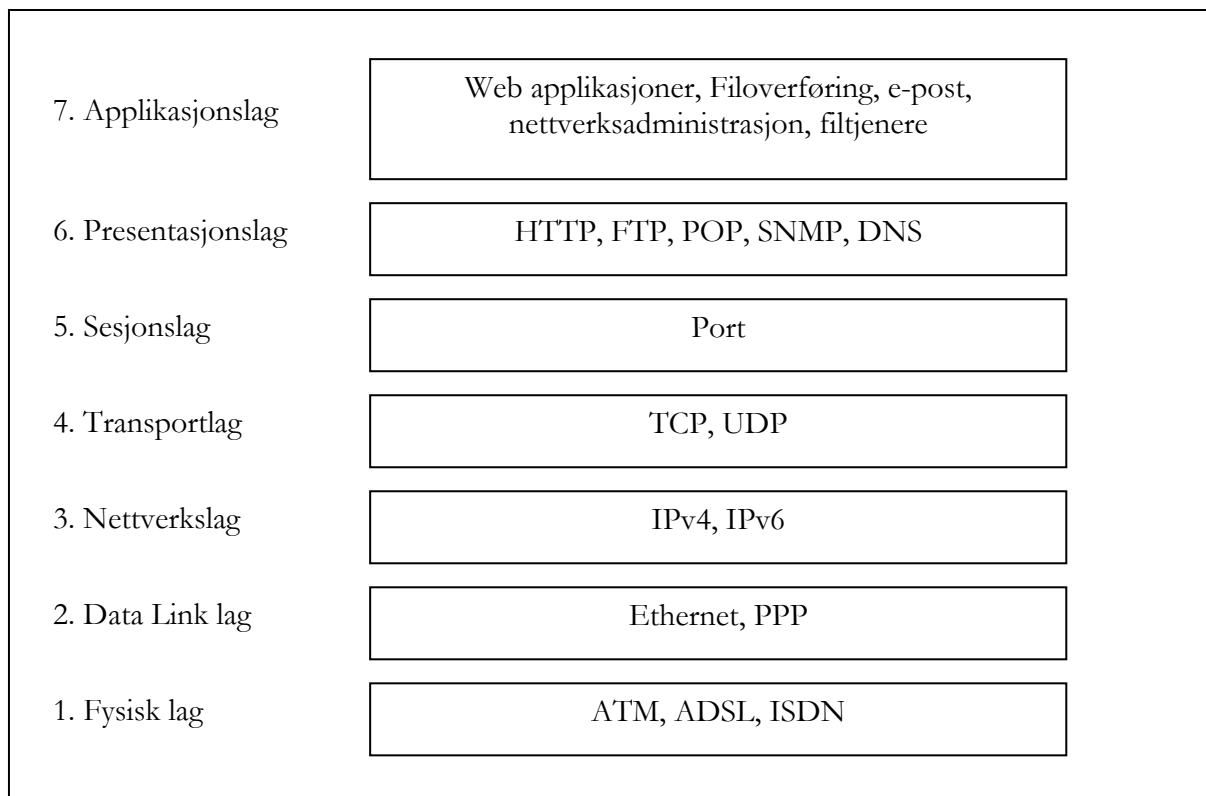 7. Applikasjonslag
Web applikasjoner, Filoverføring, e-post,
nettverksadministrasjon, filtjenere
6. Presentasjonslag
HTTP, FTP, POP, SNMP, DNS
5. Sesjonslag
Port
4. Transportlag
TCP, UDP
3. Nettverkslag
IPv4, IPv6
2. Data Link lag
Ethernet, PPP
1. Fysisk lag
ATM, ADSL, ISDN